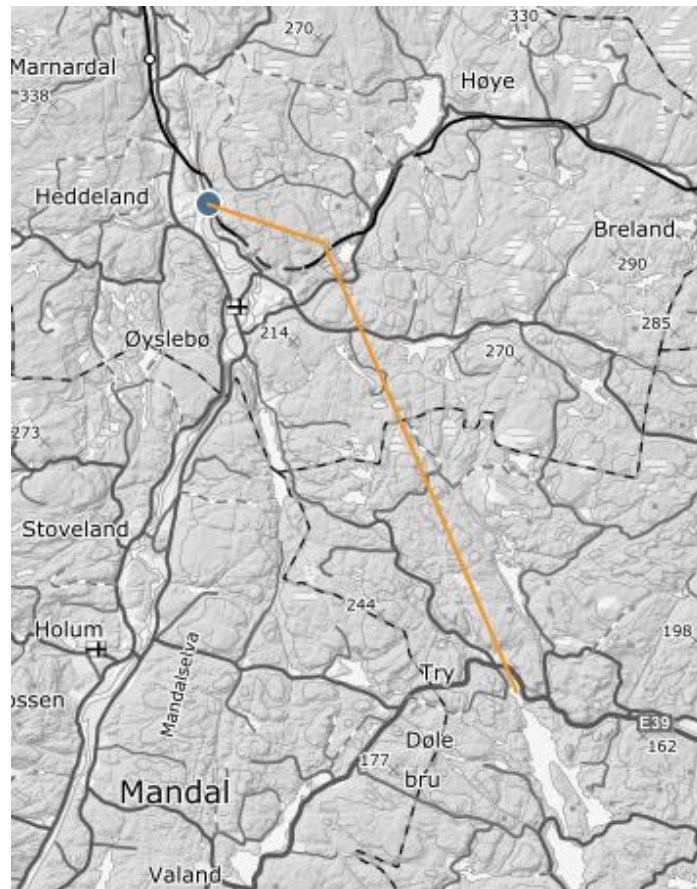 330
270
Marnardal
Høye
338
Heddeland
Breland
290
285
214
Øyslebø
270
273
Stoveland
244
198
Holum
Mandalselva
Try
ossen
E39
Døle
bru
162
177
Mandal
Valand